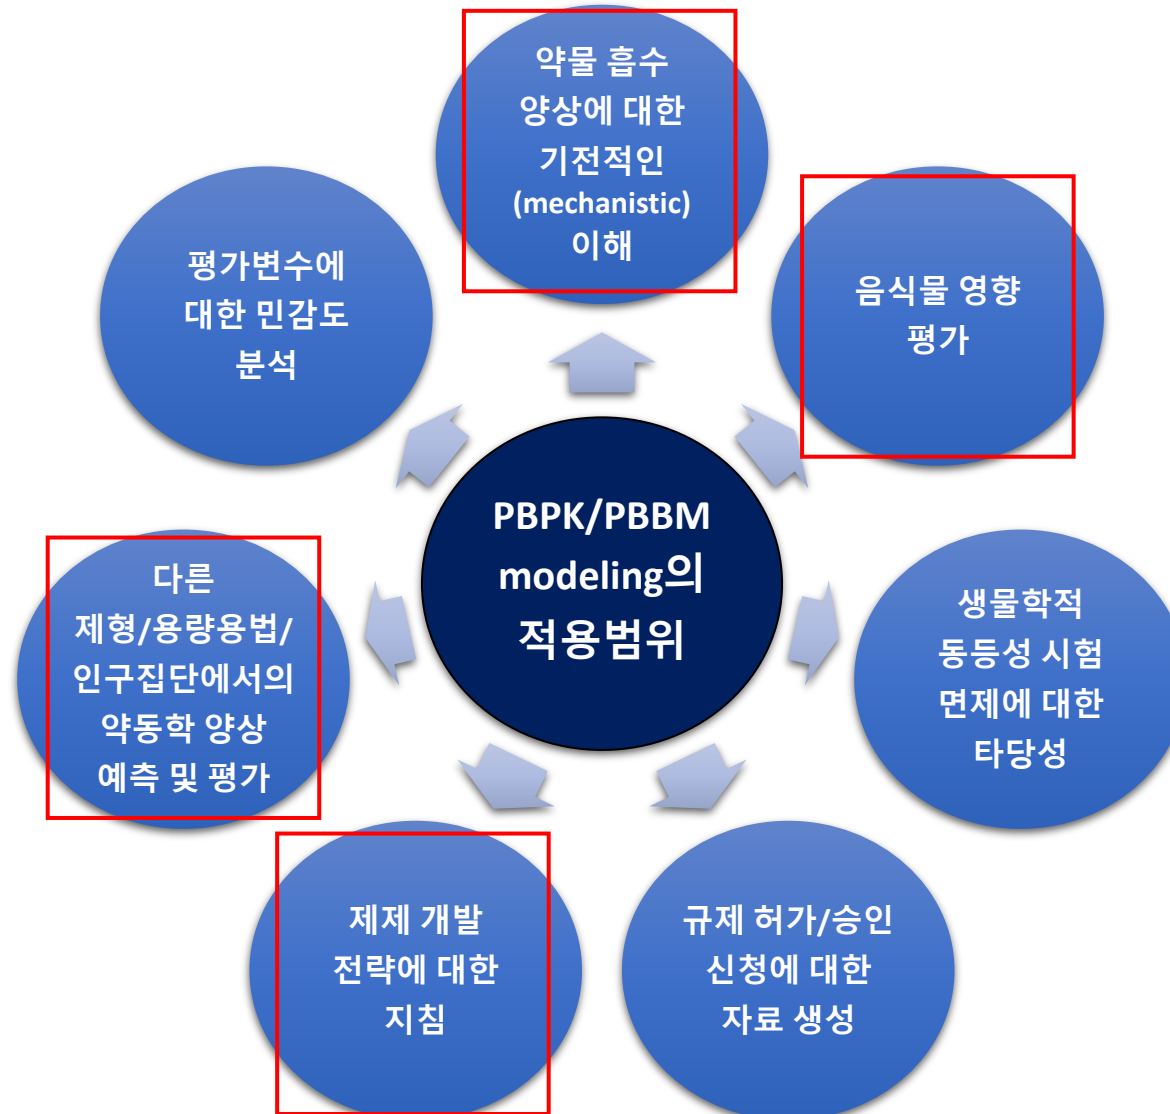 약물 흡수
양상에 대한
기전적인
(mechanistic)
이해
음식물 영향
평가
생물학적
동등성 시험
면제에 대한
타당성
규제 허가/승인
신청에 대한
자료 생성
제제 개발
전략에 대한
지침
다른
제형/용량용법/
인구집단에서의
약동학 양상
예측 및 평가
평가변수에
대한 민감도
분석
PBPK/PBBM
modeling의
적용범위